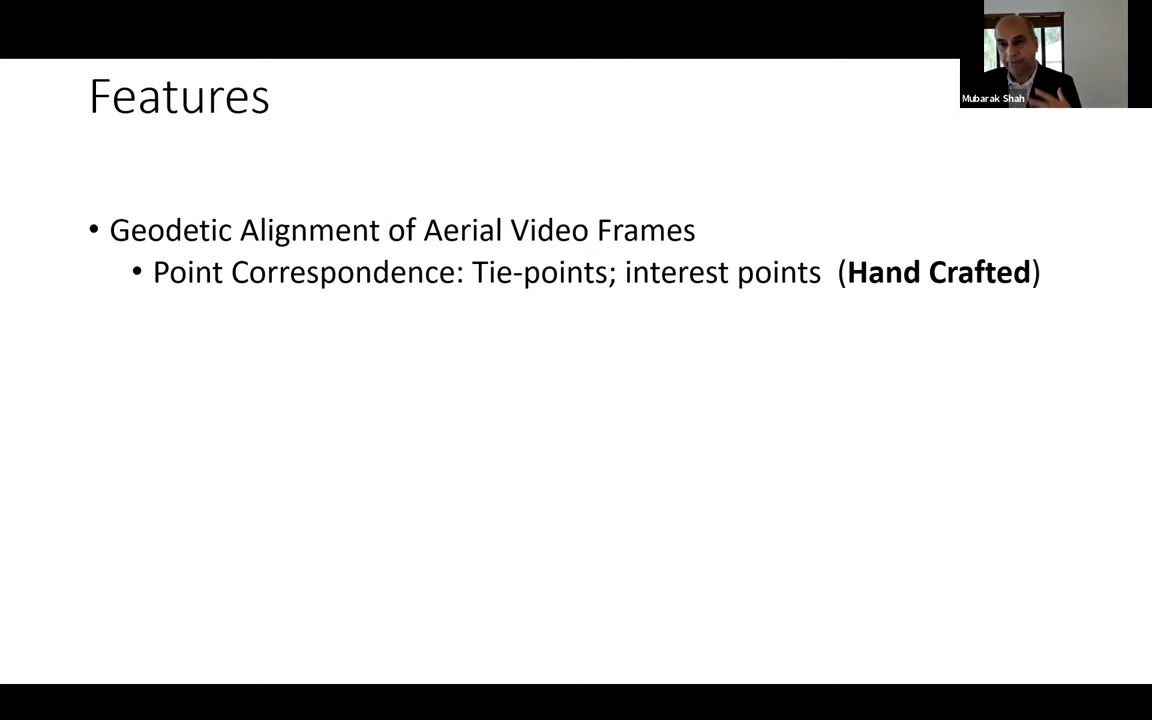 Features
Mubarak Shah
• Geodetic Alignment of Aerial Video Frames
• Point Correspondence: Tie-points; interest points (Hand Crafted)